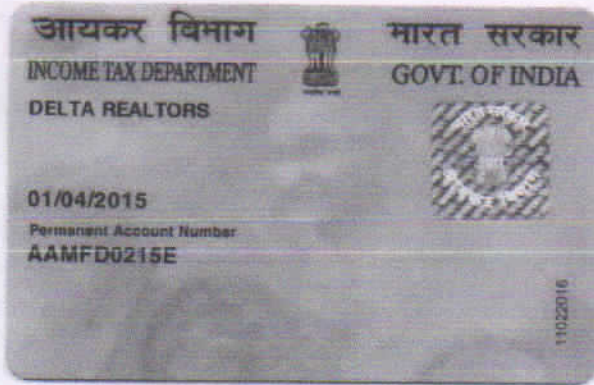 आयकर विभाग
भारत सरकार
INCOME TAX DEPARTMENT
GOVT. OF INDIA
DELTA REALTORS
01/04/2015
Permanent Account Number
AAMFD0215E
11022016